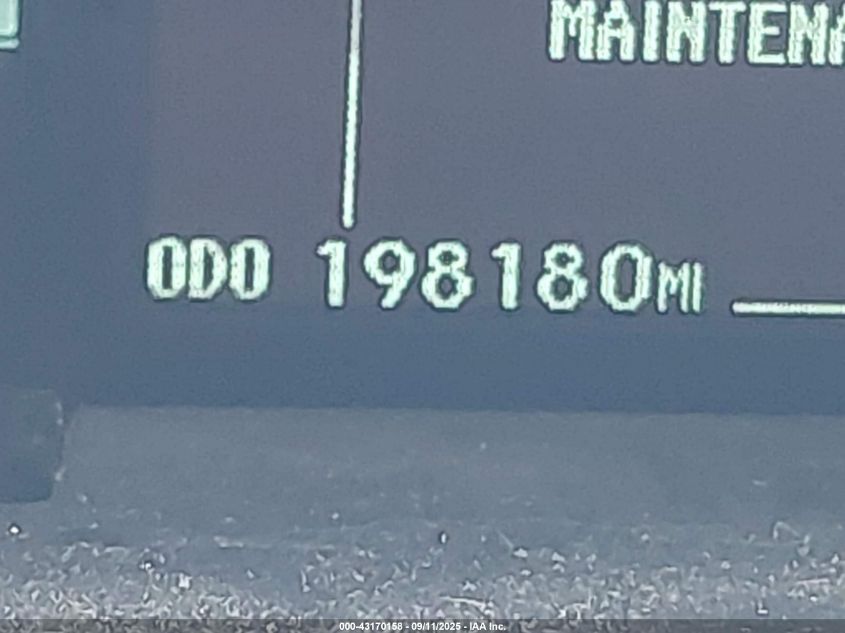 MAINTENA
ODO 198180MI
000-43170158 - 09/11/2025 - IAA Inc.